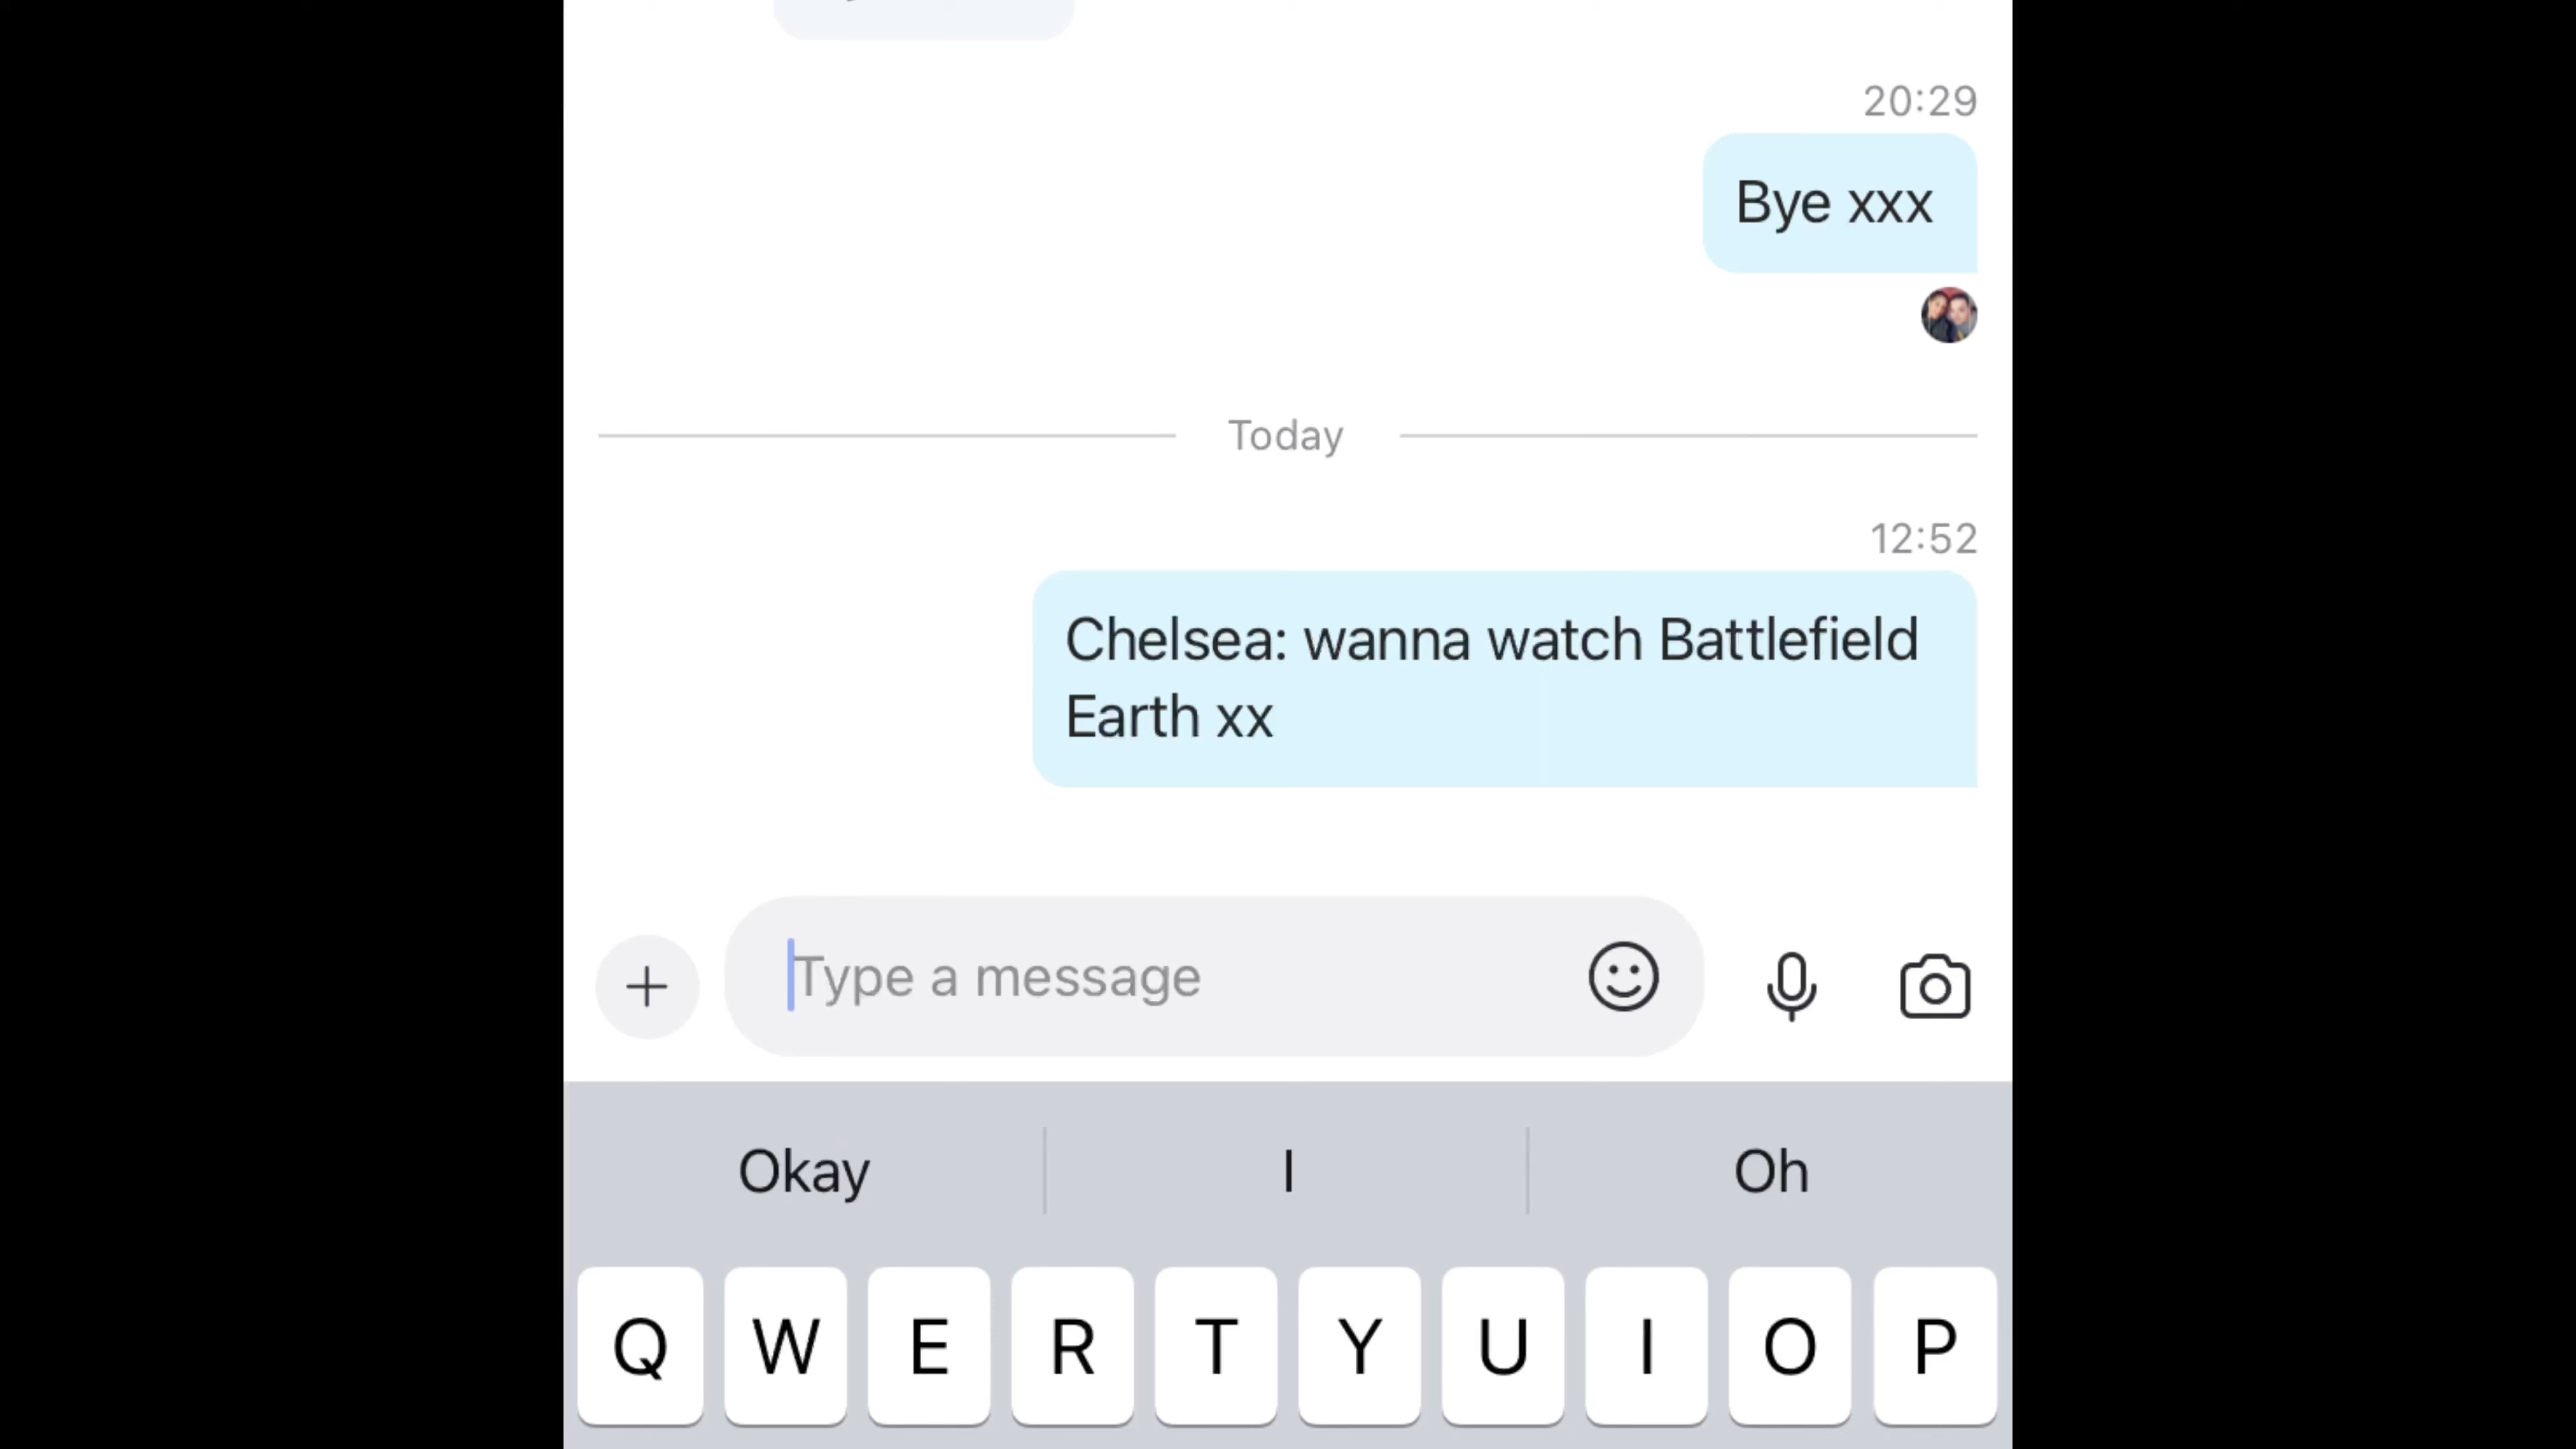 20:29
Bye xxx
Today
12:52
Chelsea: wanna watch Battlefield
Earth xx
Type a message
Okay I Oh
Q W E R T Y U I O P